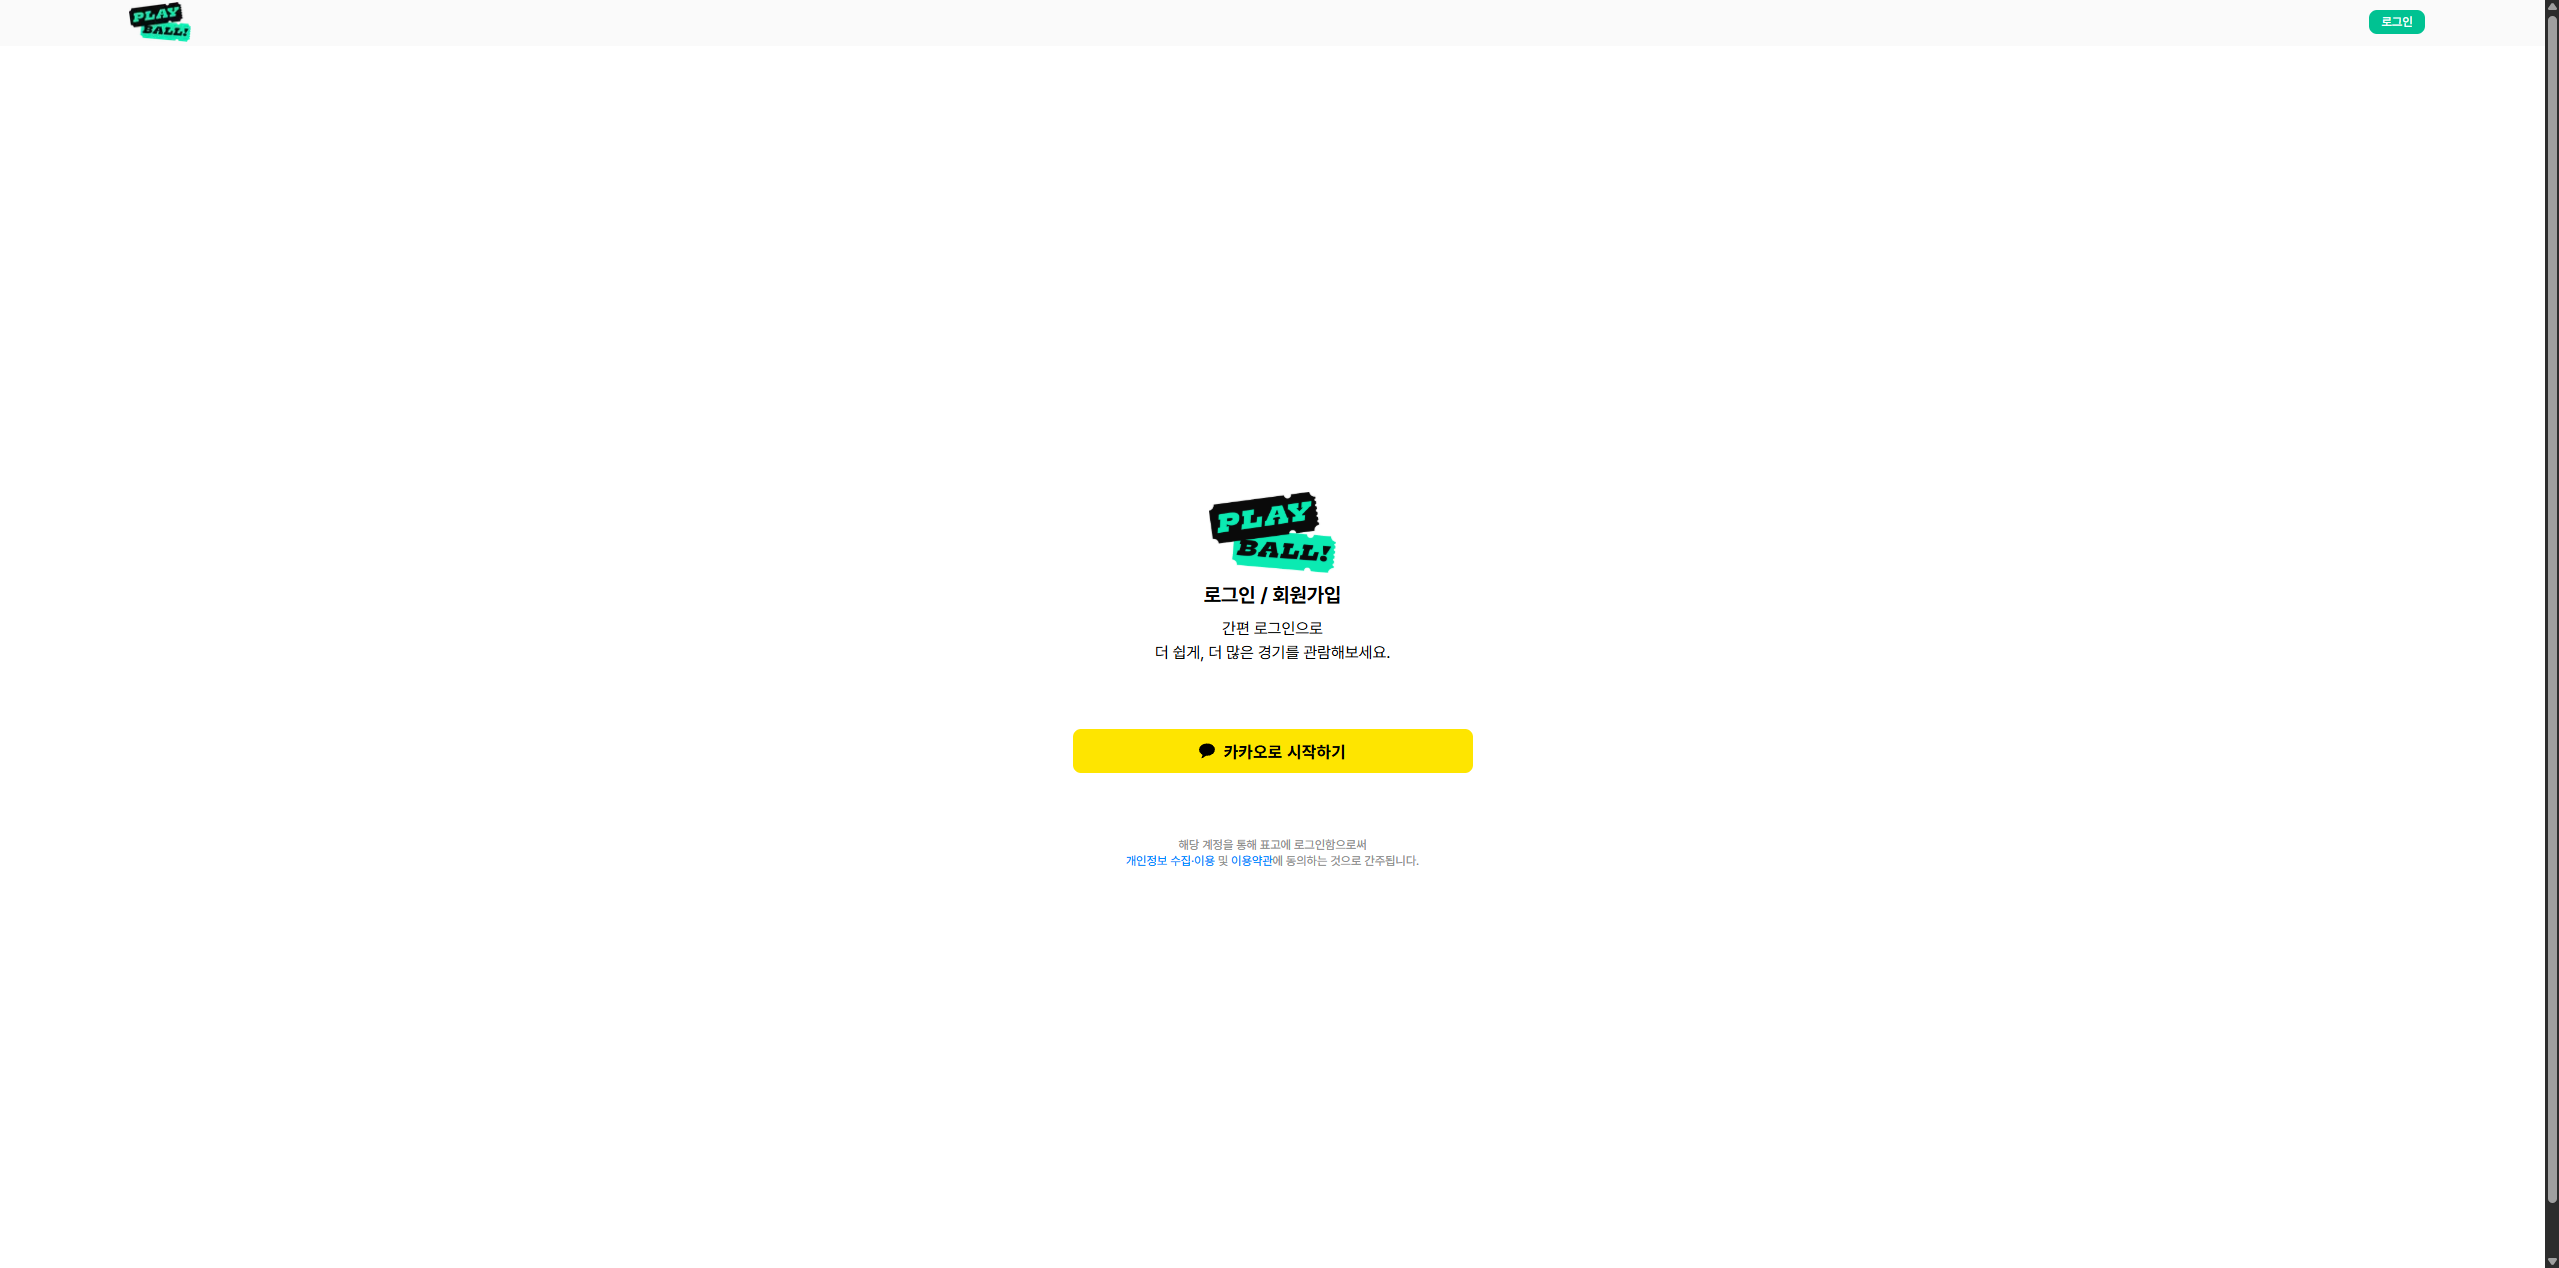 PLAY
BALL!
로그인
PLAY
BALL!
로그인 / 회원가입
간편 로그인으로
더 쉽게, 더 많은 경기를 관람해보세요.
카카오로 시작하기
해당 계정을 통해 표고에 로그인함으로써
개인정보 수집·이용 및 이용약관에 동의하는 것으로 간주됩니다.